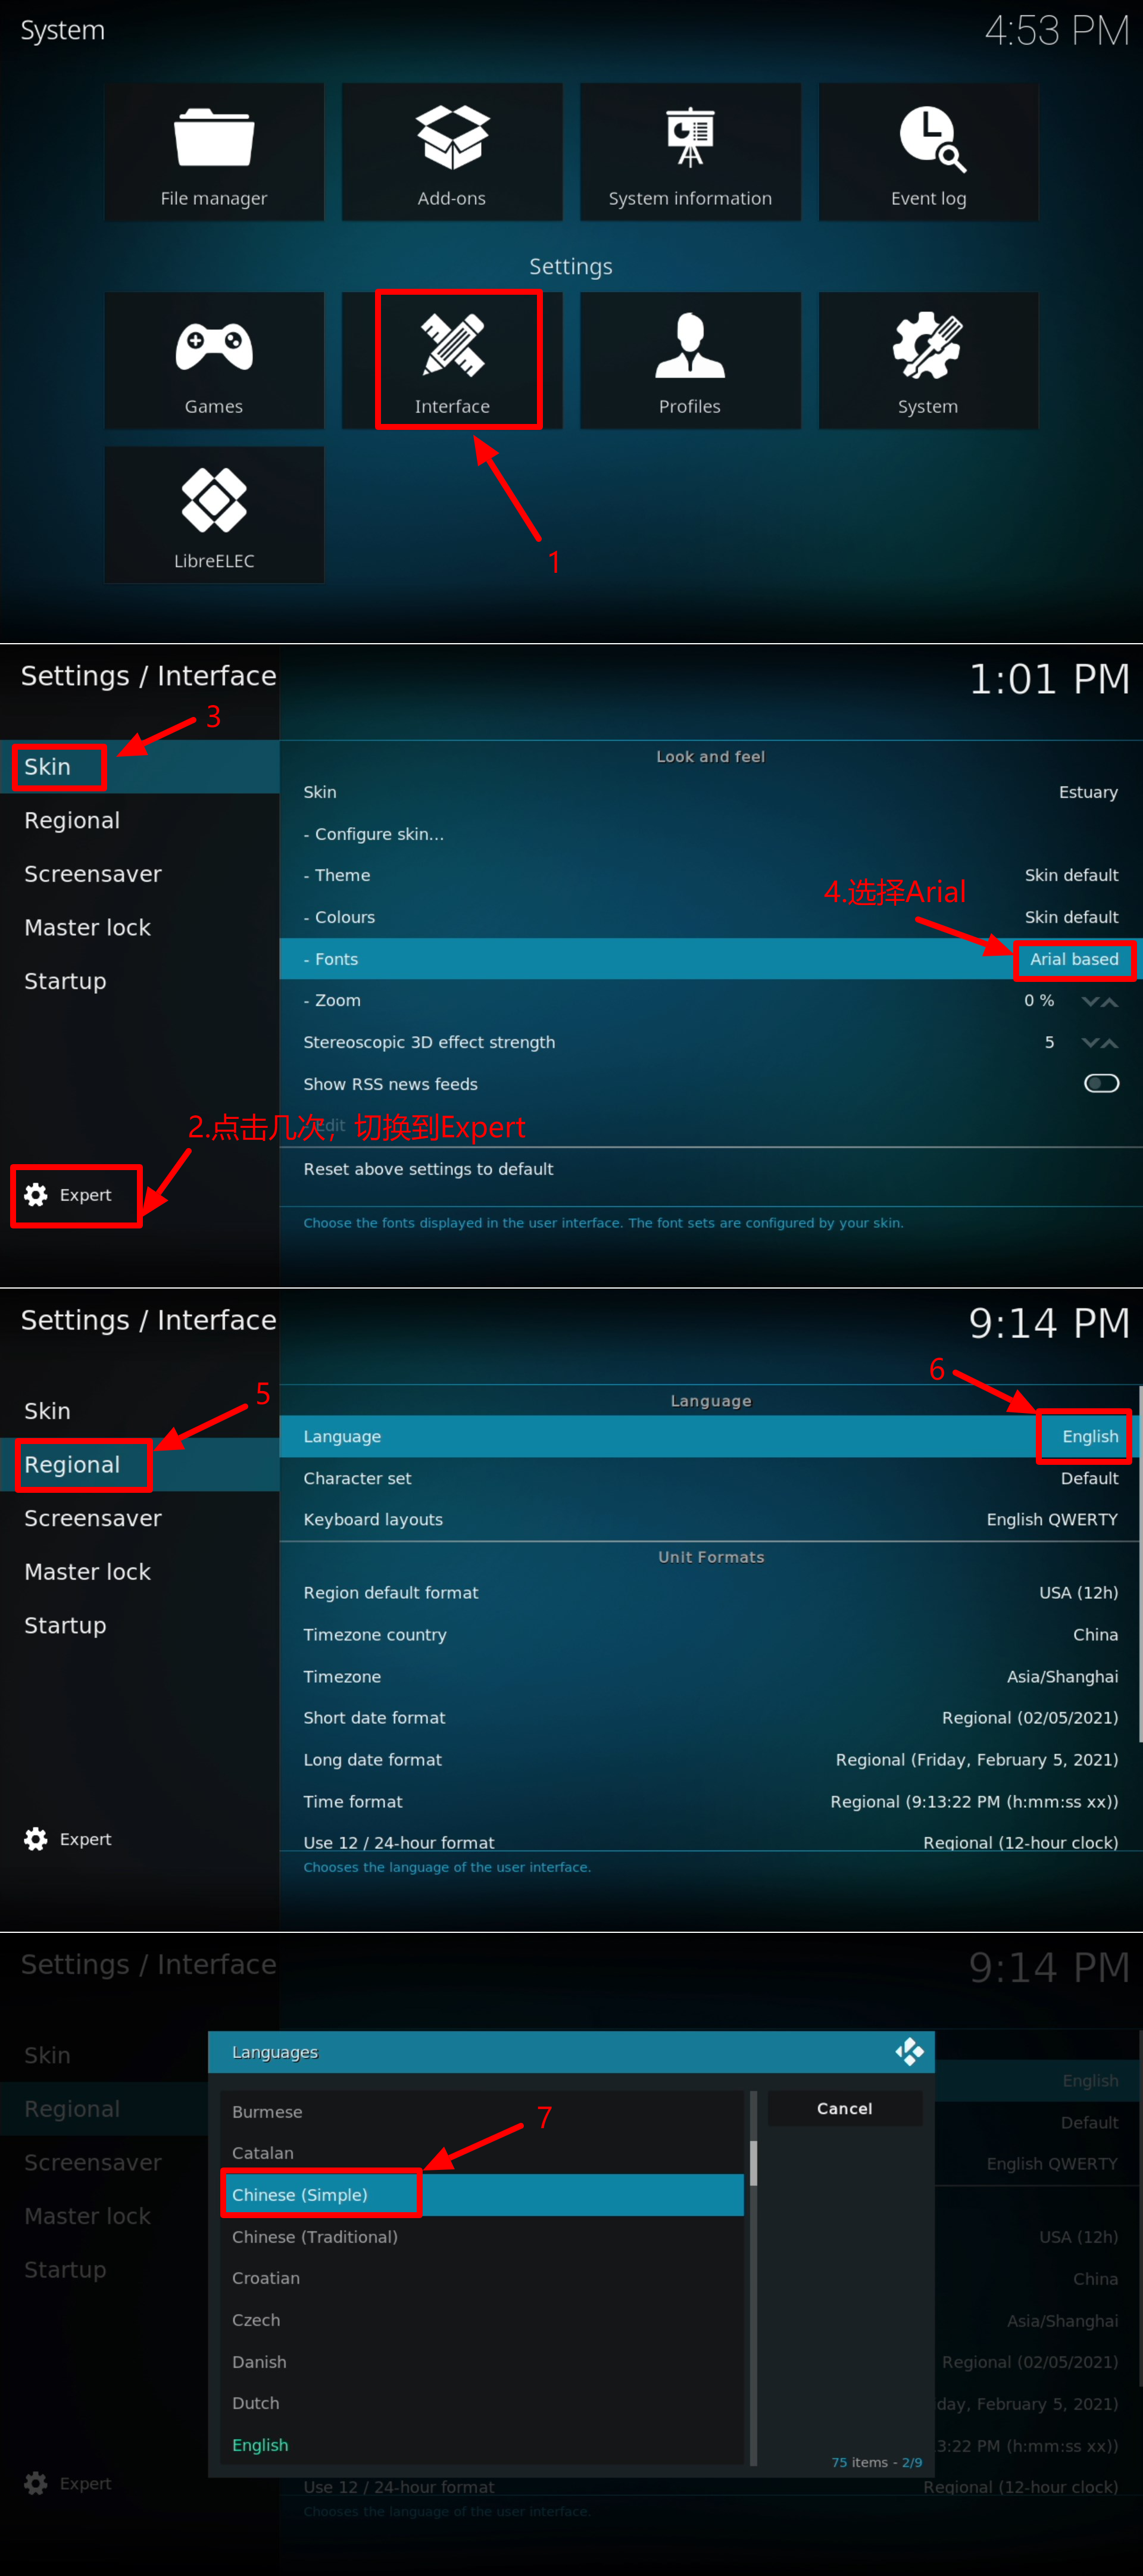 System
4:53 PM
File manager
Add-ons
System information
Event log
Settings
Games
Interface
Profiles
System
LibreELEC
1
Settings / Interface
1:01 PM
3
Skin
Regional
Screensaver
Master lock
Startup
Look and feel
Skin Estuary
- Configure skin...
- Theme Skin default
4.选择Arial
- Colours Skin default
- Fonts Arial based
- Zoom 0 %
Stereoscopic 3D effect strength 5
Show RSS news feeds
- Edit
2.点击几次，切换到Expert
Reset above settings to default
Expert
Choose the fonts displayed in the user interface. The font sets are configured by your skin.
Settings / Interface
9:14 PM
5
6
Skin
Regional
Screensaver
Master lock
Startup
Language
Language English
Character set Default
Keyboard layouts English QWERTY
Unit Formats
Region default format USA (12h)
Timezone country China
Timezone Asia/Shanghai
Short date format Regional (02/05/2021)
Long date format Regional (Friday, February 5, 2021)
Time format Regional (9:13:22 PM (h:mm:ss xx))
Use 12 / 24-hour format Regional (12-hour clock)
Expert
Chooses the language of the user interface.
Settings / Interface
9:14 PM
Skin
Regional
Screensaver
Master lock
Startup
Languages
7
Burmese
Catalan
Chinese (Simple)
Chinese (Traditional)
Croatian
Czech
Danish
Dutch
English
Cancel
75 items - 2/9
English
Default
English QWERTY
USA (12h)
China
Asia/Shanghai
Regional (02/05/2021)
day, February 5, 2021)
3:22 PM (h:mm:ss xx))
Use 12 / 24-hour format Regional (12-hour clock)
Expert
Chooses the language of the user interface.